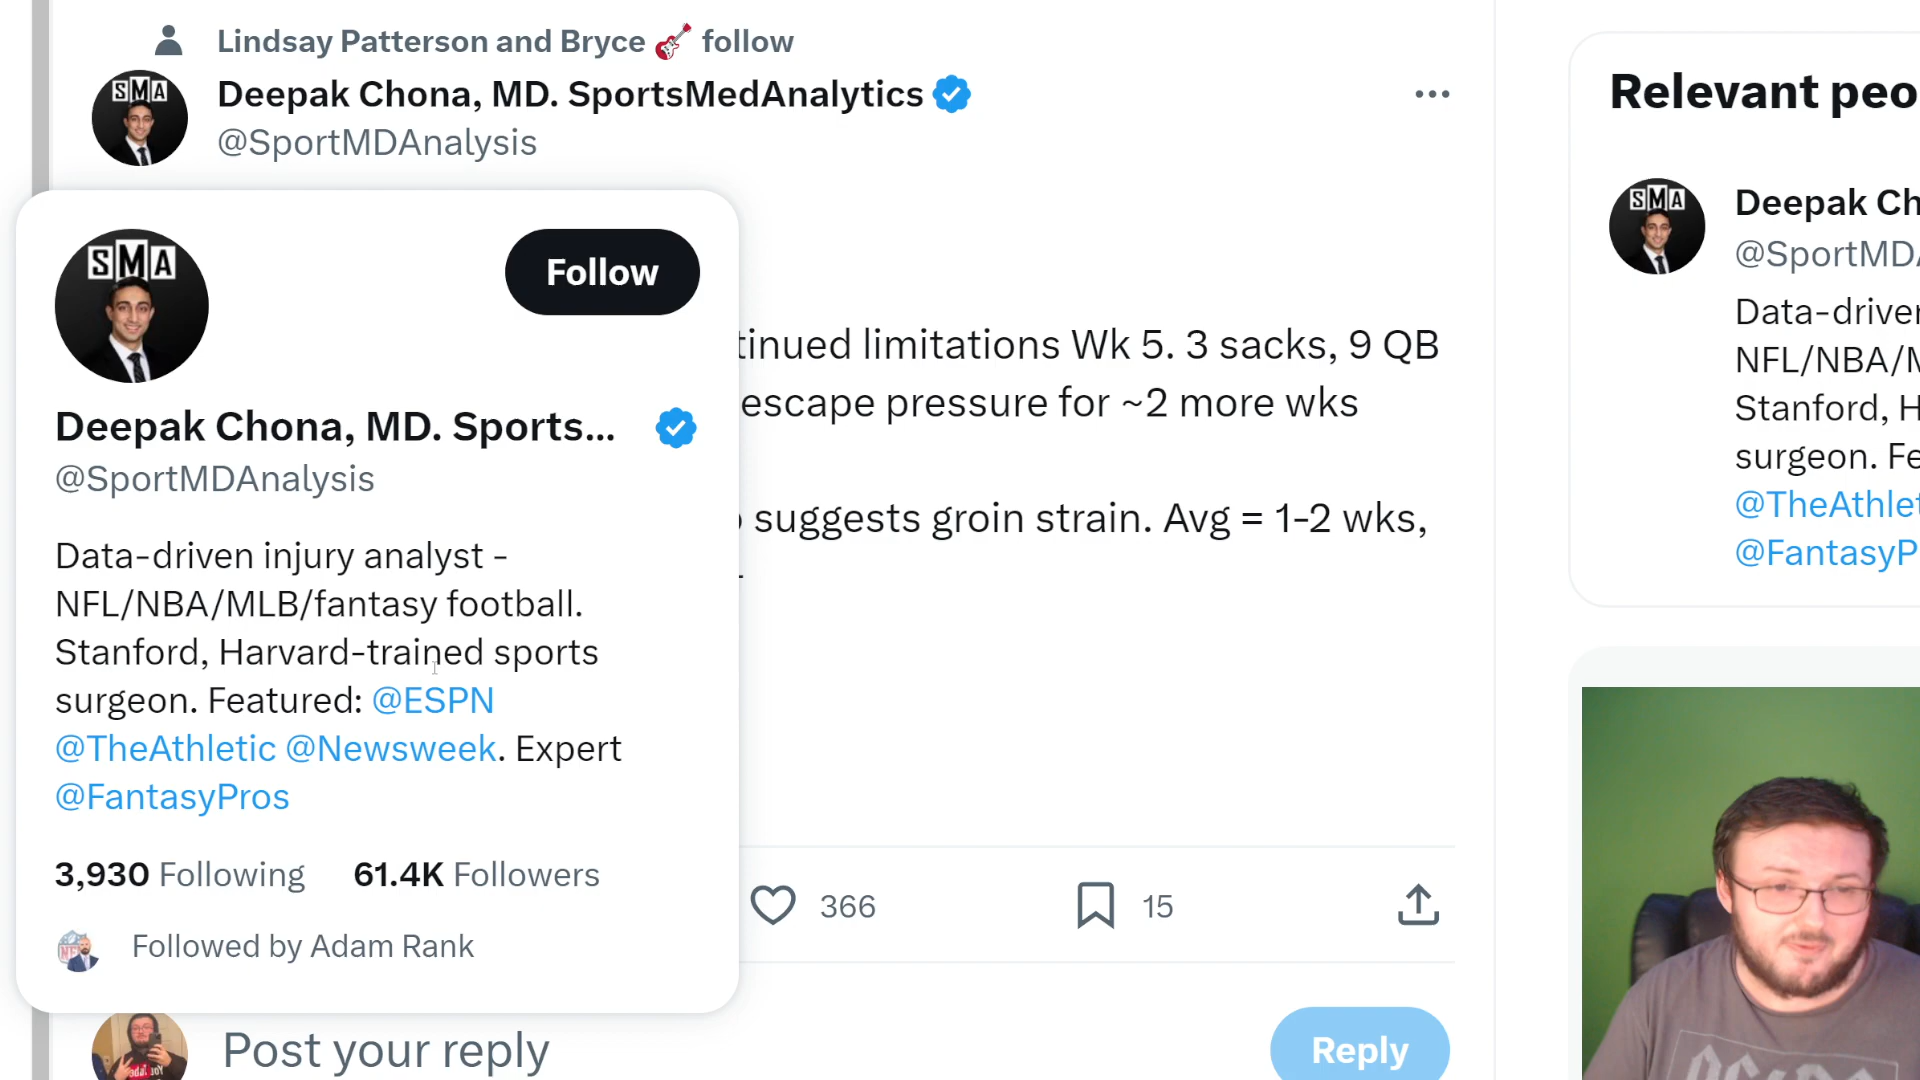 Lindsay Patterson and Bryce 🎸 follow
SMA
Deepak Chona, MD. SportsMedAnalytics
@SportMDAnalysis
SMA
Follow
Deepak Chona, MD. Sports...
@SportMDAnalysis
Data-driven injury analyst -
NFL/NBA/MLB/fantasy football.
Stanford, Harvard-trained sports
surgeon. Featured: @ESPN
@TheAthletic @Newsweek. Expert
@FantasyPros
3,930 Following 61.4K Followers
Followed by Adam Rank
tinued limitations Wk 5. 3 sacks, 9 QB
escape pressure for ~2 more wks
suggests groin strain. Avg = 1-2 wks,
366
15
Post your reply
Reply
Relevant peo
SMA
Deepak Ch
@SportMD
Data-driven
NFL/NBA/M
Stanford, H
surgeon. Fe
@TheAthlet
@FantasyP